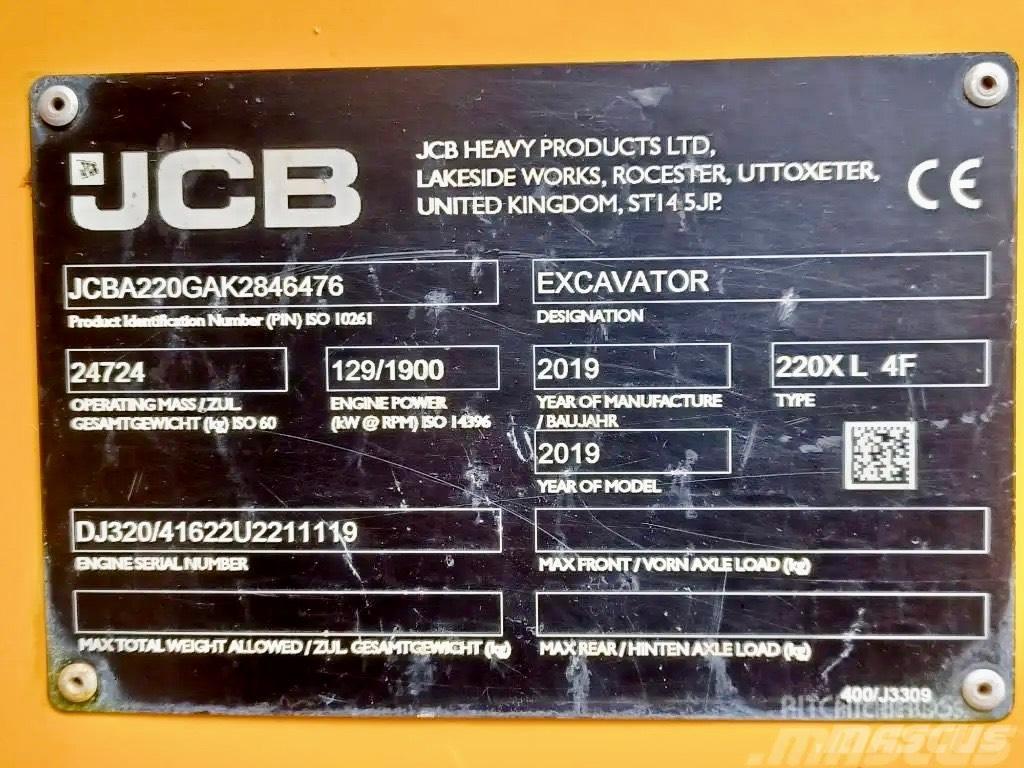 JCB
JCB HEAVY PRODUCTS LTD,
LAKESIDE WORKS, ROCESTER, UTTOXETER,
UNITED KINGDOM, ST14 5JP.
CE
JCBA220GAK2846476
Product Identification Number (PIN) ISO 10261
EXCAVATOR
DESIGNATION
24724
OPERATING MASS / ZUL.
GESAMTGEWICHT (kg) ISO 60
129/1900
ENGINE POWER
(kW @ RPM) ISO 14396
2019
YEAR OF MANUFACTURE
/ BAUJAHR
220X L 4F
TYPE
2019
YEAR OF MODEL
DJ320/41622U2211119
ENGINE SERIAL NUMBER
MAX FRONT / VORN AXLE LOAD (kg)
MAX TOTAL WEIGHT ALLOWED / ZUL. GESAMTGEWICHT (kg)
MAX REAR / HINTEN AXLE LOAD (kg)
400/J3309
MASCUS